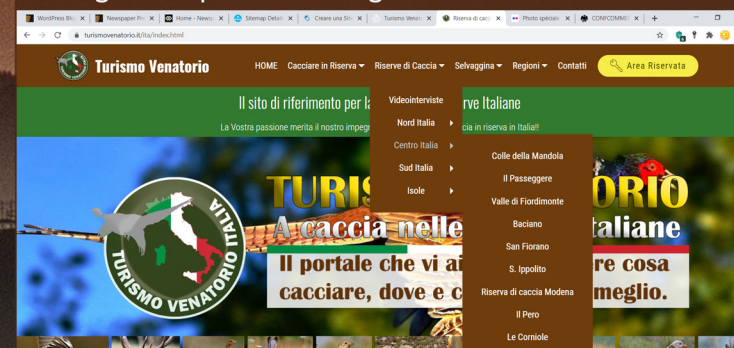 WordPress Blo
Newspaper Pr
Home - Newsp
Sitemap Detail
Creare una Site
Turismo Venat
Riserva di cacc
Photo spéciale
CONFCOMME
turismovenatorio.it/ita/index.html
Turismo Venatorio
HOME Cacciare in Riserva Riserve di Caccia Selvaggina Regioni Contatti Area Riservata
Il sito di riferimento per la rve Italiane
La Vostra passione merita il nostro impegn cia in riserva in Italia!!
Videointerviste
Nord Italia
Centro Italia
Sud Italia
Isole
Colle della Mandola
Il Passeggere
Valle di Fiordimonte
Baciano
San Fiorano
S. Ippolito
Riserva di caccia Modena
Il Pero
Le Corniole
TURISMO VENATORIO ITALIA
TURIS ORIO
A caccia nelle taliane
Il portale che vi ai re cosa
cacciare, dove e c meglio.